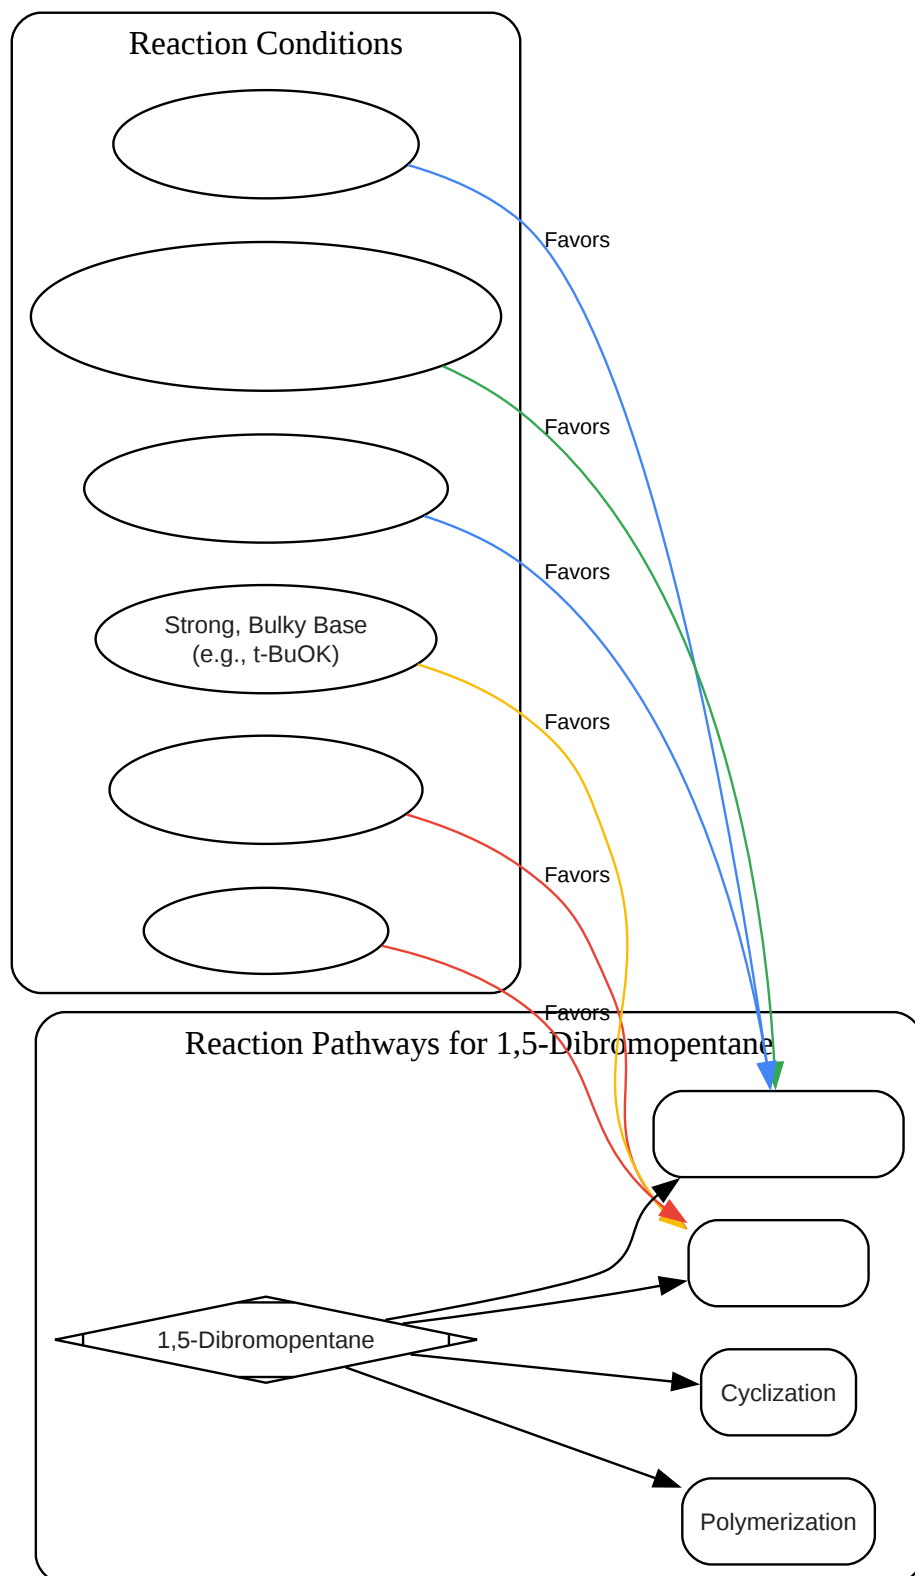 Reaction Conditions
Favors
Favors
Favors
Strong, Bulky Base
(e.g., t-BuOK)
Favors
Favors
Favors
Reaction Pathways for 1,5-Dibromopentane
1,5-Dibromopentane
Cyclization
Polymerization